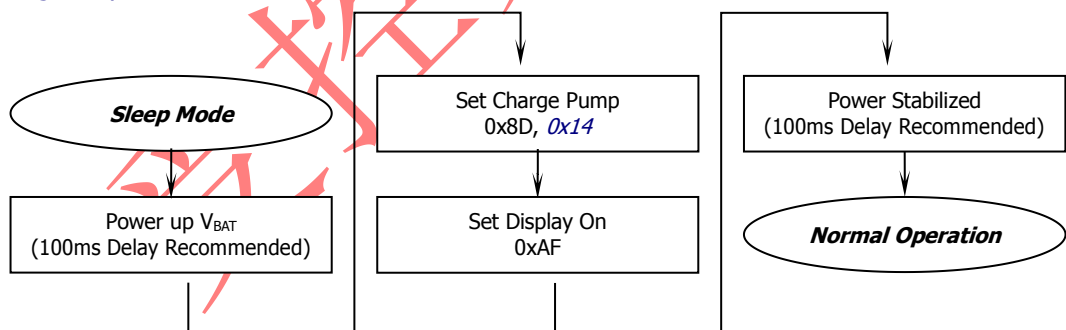 Sleep Mode
Power up VBAT
(100ms Delay Recommended)
Set Charge Pump
0x8D, 0x14
Set Display On
0xAF
Power Stabilized
(100ms Delay Recommended)
Normal Operation